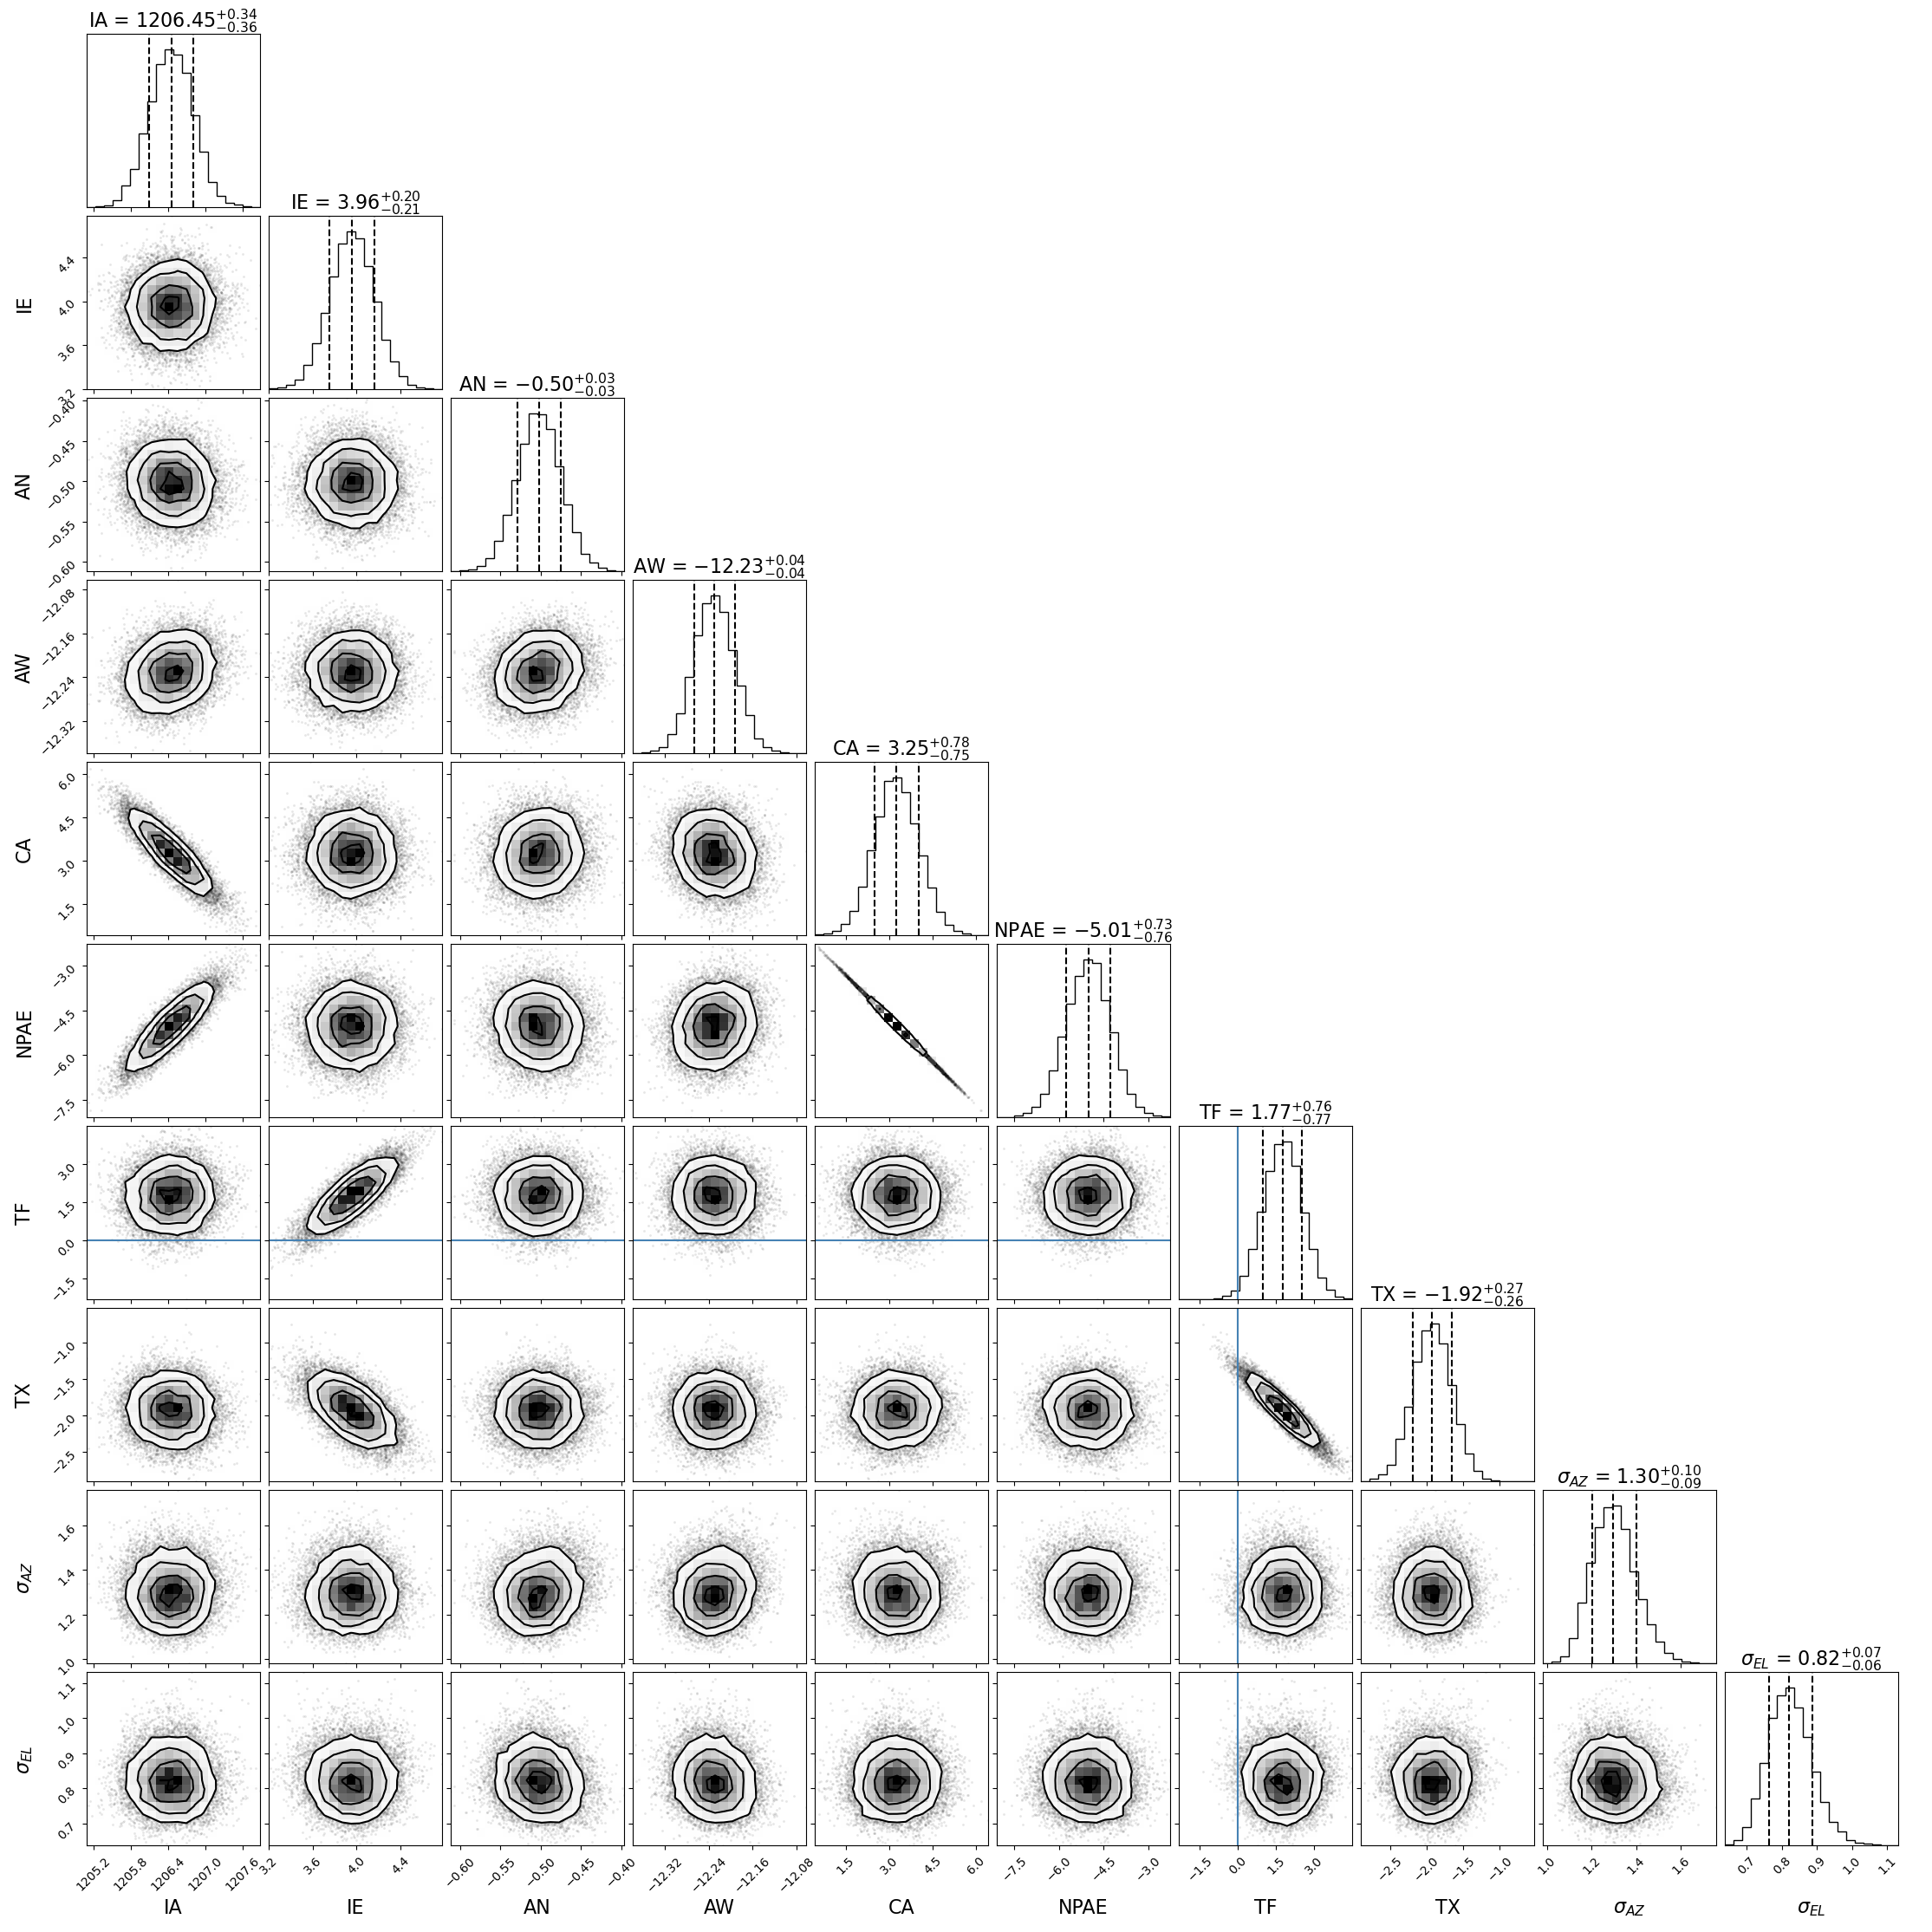 IA = 1206.45+0.34 −0.36
IE = 3.96+0.20 −0.21
4.4
4.0
3.6
3.2
IE
AN = −0.50+0.03 −0.03
−0.40
−0.45
−0.50
−0.55
−0.60
AN
AW = −12.23+0.04 −0.04
−12.08
−12.16
−12.24
−12.32
AW
CA = 3.25+0.78 −0.75
6.0
4.5
3.0
1.5
CA
NPAE = −5.01+0.73 −0.76
−3.0
−4.5
−6.0
−7.5
NPAE
TF = 1.77+0.76 −0.77
3.0
1.5
0.0
−1.5
TF
TX = −1.92+0.27 −0.26
−1.0
−1.5
−2.0
−2.5
TX
σAZ = 1.30+0.10 −0.09
1.6
1.4
1.2
1.0
σAZ
σEL = 0.82+0.07 −0.06
1.1
1.0
0.9
0.8
0.7
σEL
1205.2 1205.8 1206.4 1207.0 1207.6 3.2 3.6 4.0 4.4 −0.60 −0.55 −0.50 −0.45 −0.40 −12.32 −12.24 −12.16 −12.08 1.5 3.0 4.5 6.0 −7.5 −6.0 −4.5 −3.0 −1.5 0.0 1.5 3.0 −2.5 −2.0 −1.5 −1.0 1.0 1.2 1.4 1.6 0.7 0.8 0.9 1.0 1.1
IA IE AN AW CA NPAE TF TX σAZ σEL